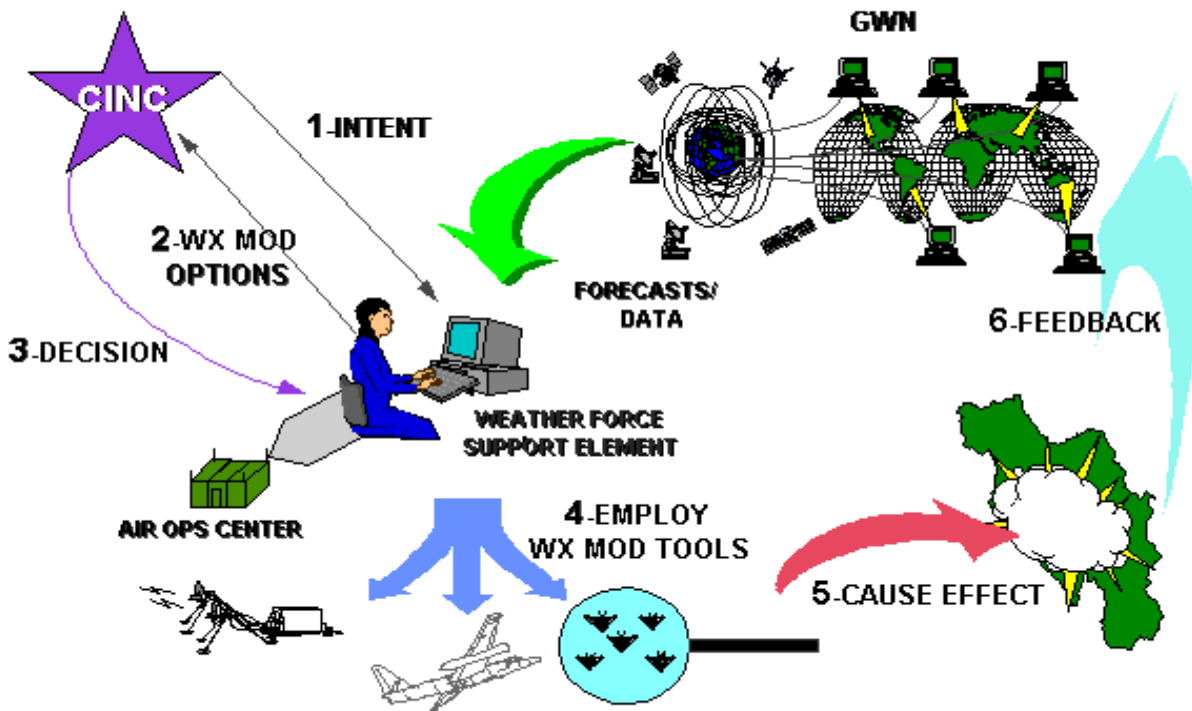 GWN
CINC
1-INTENT
2-WX MOD
OPTIONS
FORECASTS/
DATA
6-FEEDBACK
3-DECISION
WEATHER FORCE
SUPPORT ELEMENT
AIR OPS CENTER
4-EMPLOY
WX MOD TOOLS
5-CAUSE EFFECT